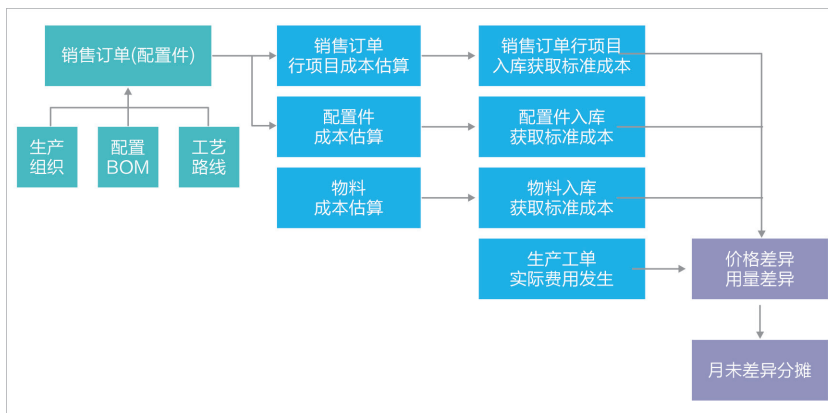 销售订单(配置件)
生产
组织
配置
BOM
工艺
路线
销售订单
行项目成本估算
销售订单行项目
入库获取标准成本
配置件
成本估算
配置件入库
获取标准成本
物料
成本估算
物料入库
获取标准成本
生产工单
实际费用发生
价格差异
用量差异
月未差异分摊